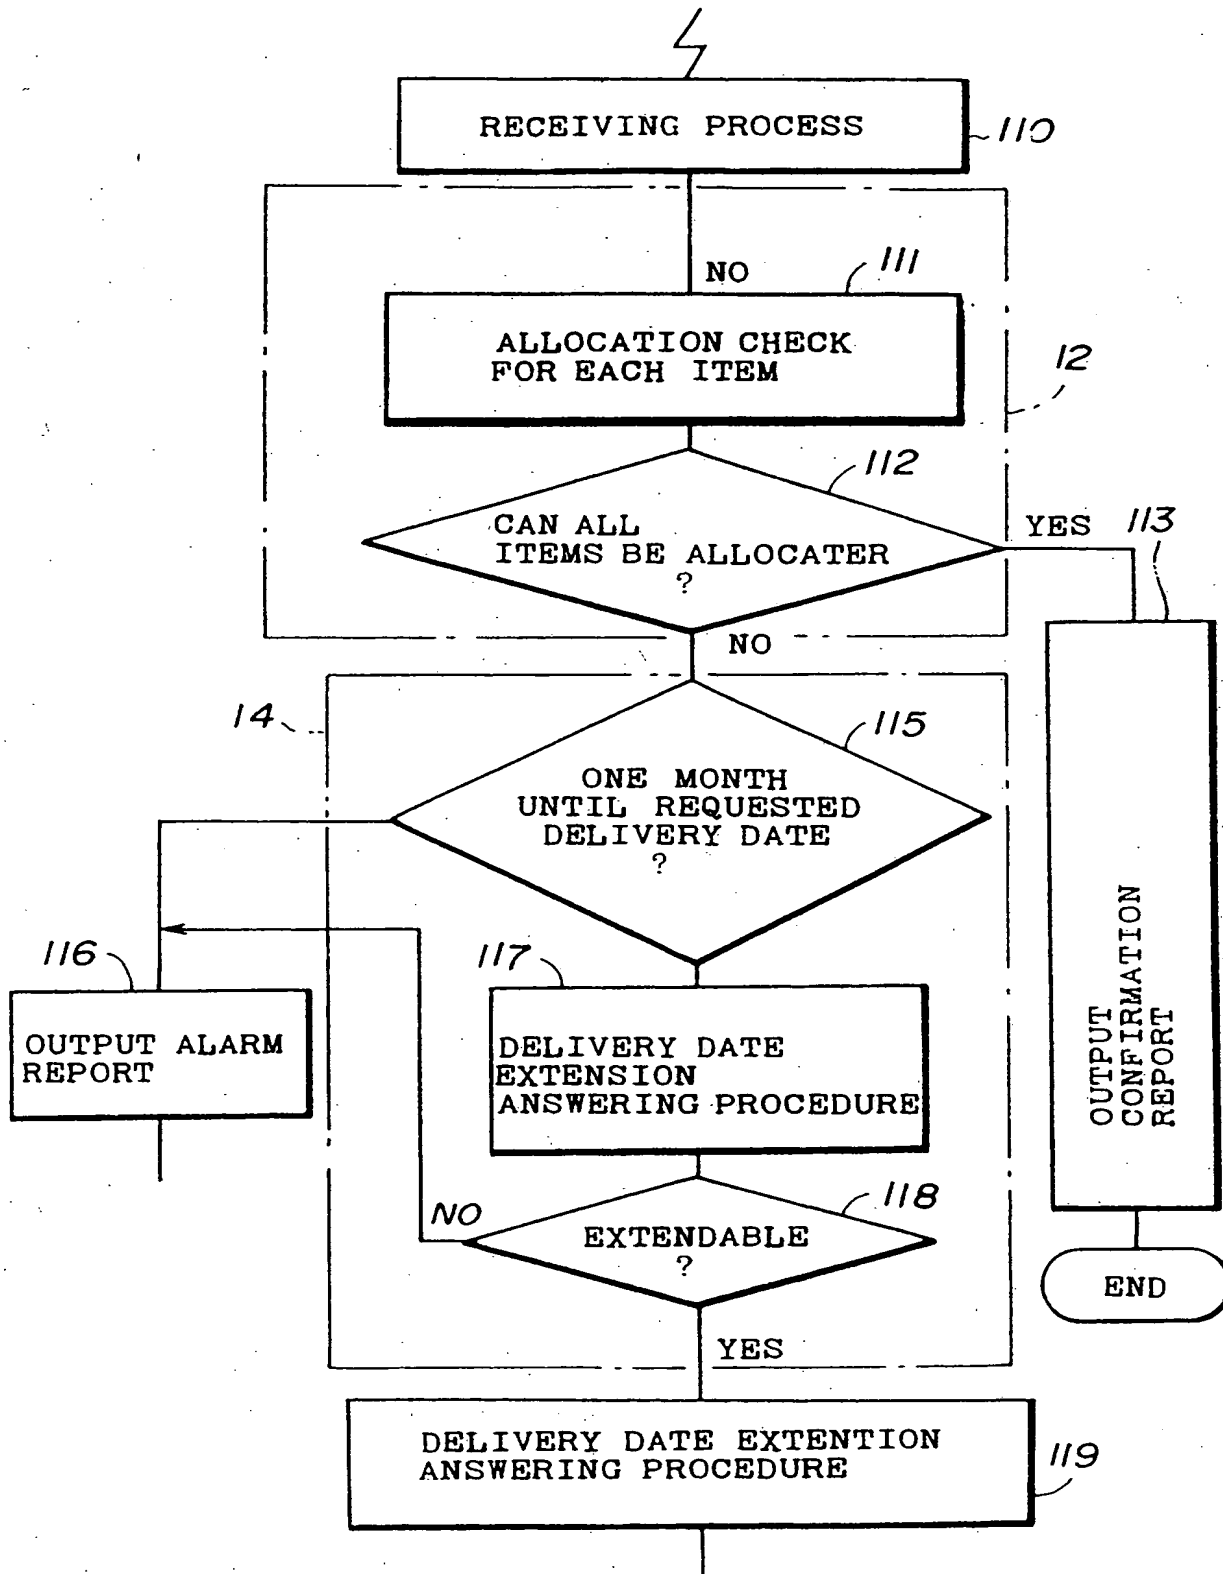 RECEIVING PROCESS
110
NO
111
ALLOCATION CHECK
FOR EACH ITEM
12
112
CAN ALL
ITEMS BE ALLOCATER
?
YES
113
NO
14
115
ONE MONTH
UNTIL REQUESTED
DELIVERY DATE
?
116
OUTPUT ALARM
REPORT
117
DELIVERY DATE
EXTENSION
ANSWERING PROCEDURE
OUTPUT
CONFIRMATION
REPORT
NO
118
EXTENDABLE
?
END
YES
DELIVERY DATE EXTENTION
ANSWERING PROCEDURE
119